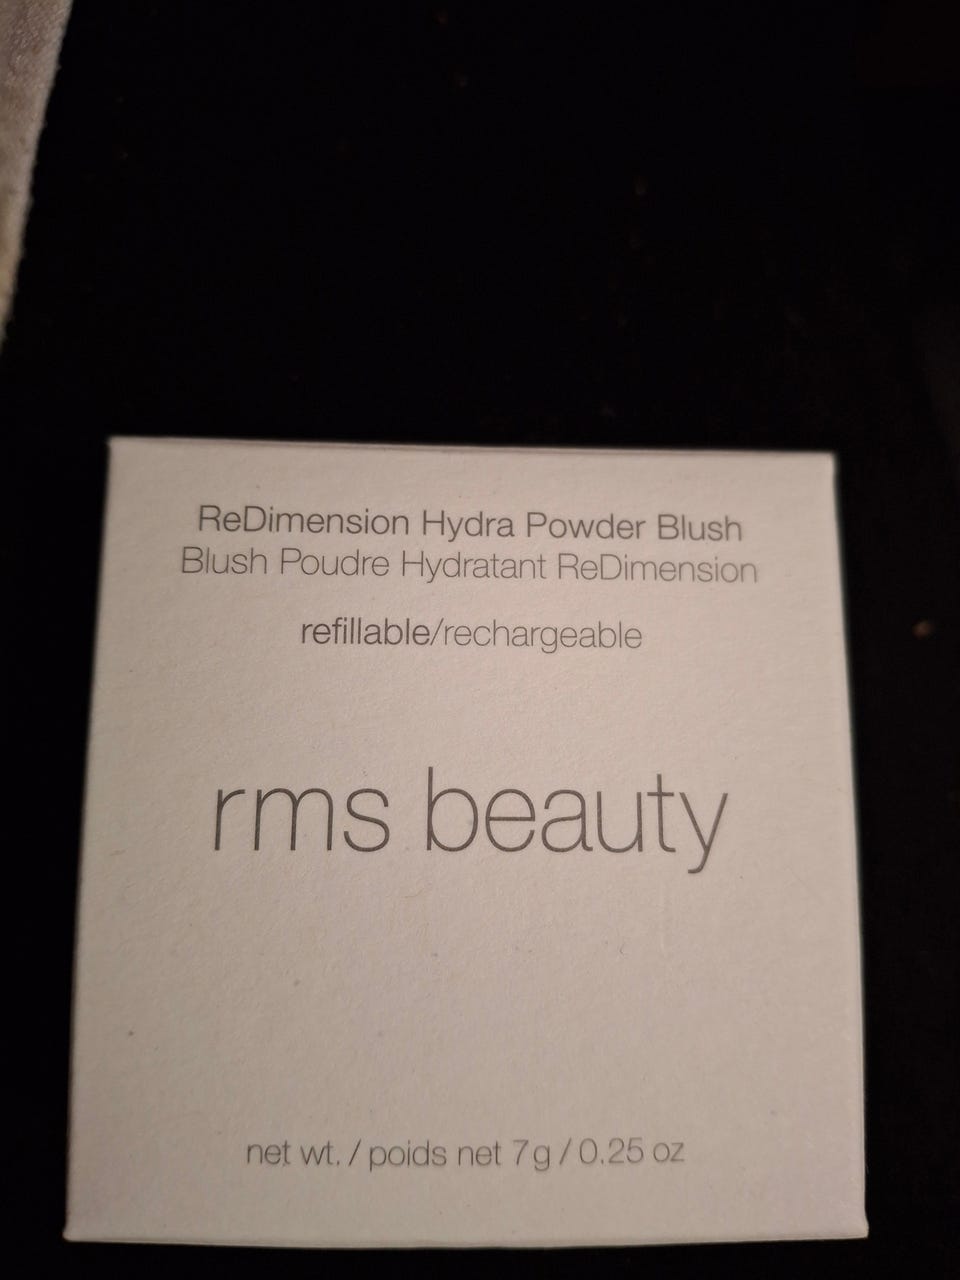 ReDimension Hydra Powder Blush
Blush Poudre Hydratant ReDimension
refillable/rechargeable
rms beauty
net wt. / poids net 7g / 0.25 oz